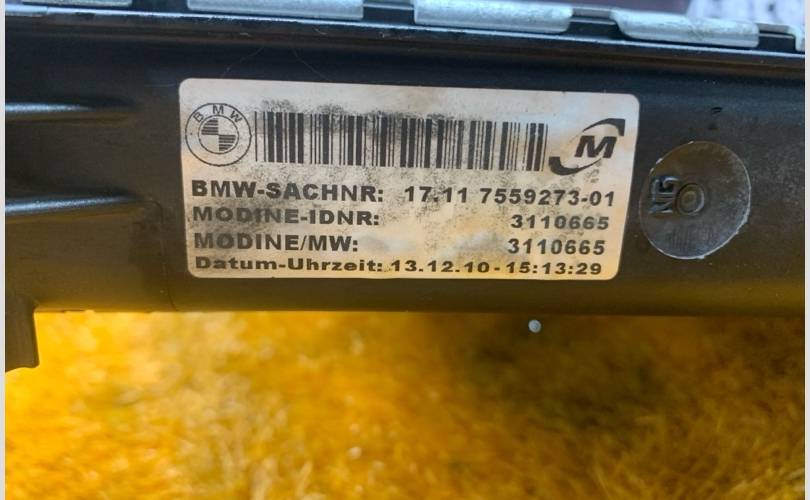 BMW
M
BMW-SACHNR: 17.11 7559273-01
MODINE-IDNR: 3110665
MODINE/MW: 3110665
Datum-Uhrzeit: 13.12.10-15:13:29